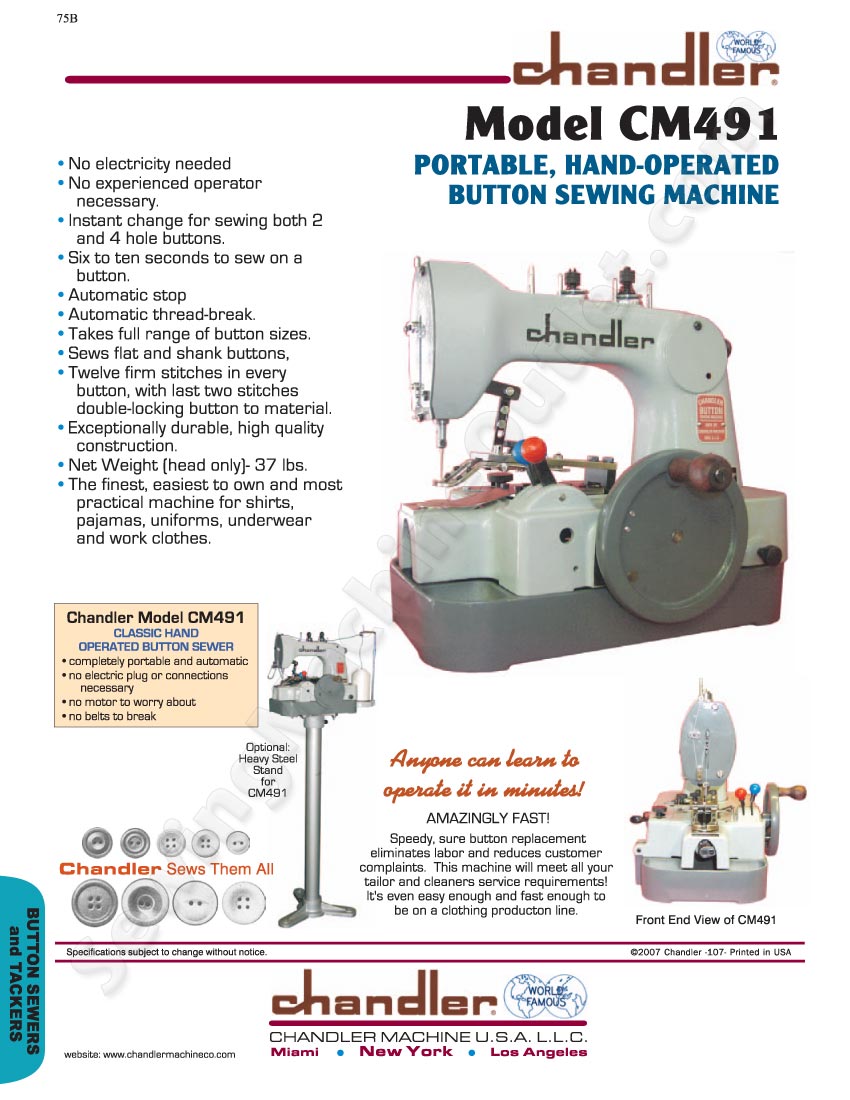 75B
WORLD
FAMOUS
chandler®
Model CM491
PORTABLE, HAND-OPERATED
BUTTON SEWING MACHINE
• No electricity needed
• No experienced operator
necessary.
• Instant change for sewing both 2
and 4 hole buttons.
• Six to ten seconds to sew on a
button.
• Automatic stop
• Automatic thread-break.
• Takes full range of button sizes.
• Sews flat and shank buttons,
• Twelve firm stitches in every
button, with last two stitches
double-locking button to material.
• Exceptionally durable, high quality
construction.
• Net Weight (head only)- 37 lbs.
• The finest, easiest to own and most
practical machine for shirts,
pajamas, uniforms, underwear
and work clothes.
chandler
CHANDLER
BUTTON
Chandler Model CM491
CLASSIC HAND
OPERATED BUTTON SEWER
• completely portable and automatic
• no electric plug or connections
necessary
• no motor to worry about
• no belts to break
chandler
Optional:
Heavy Steel
Stand
for
CM491
Anyone can learn to
operate it in minutes!
AMAZINGLY FAST!
Speedy, sure button replacement
eliminates labor and reduces customer
complaints. This machine will meet all your
tailor and cleaners service requirements!
It's even easy enough and fast enough to
be on a clothing producton line.
Chandler Sews Them All
Front End View of CM491
BUTTON SEWERS
and TACKERS
Specifications subject to change without notice.
©2007 Chandler -107- Printed in USA
chandler®
WORLD
FAMOUS
CHANDLER MACHINE U.S.A. L.L.C.
Miami • New York • Los Angeles
website: www.chandlermachineco.com
SewingMachineOutlet.com